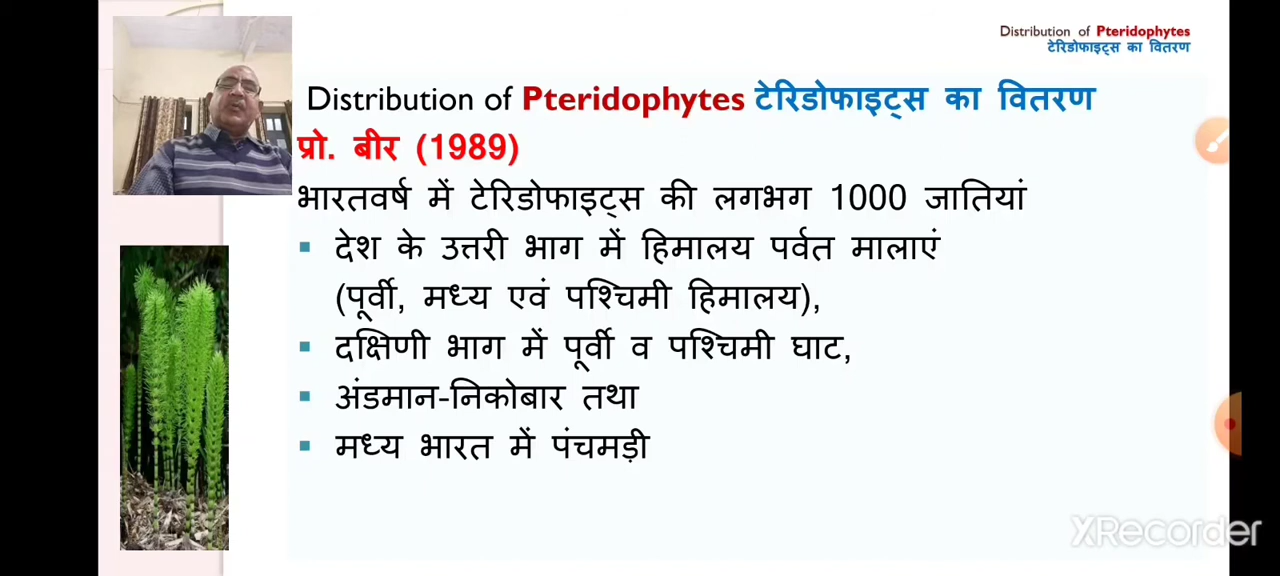 Distribution of Pteridophytes
टेरिडोफाइट्स का वितरण
Distribution of Pteridophytes टेरिडोफाइट्स का वितरण
प्रो. बीर (1989)
भारतवर्ष में टेरिडोफाइट्स की लगभग 1000 जातियां
▪ देश के उत्तरी भाग में हिमालय पर्वत मालाएं
(पूर्वी, मध्य एवं पश्चिमी हिमालय),
▪ दक्षिणी भाग में पूर्वी व पश्चिमी घाट,
▪ अंडमान-निकोबार तथा
▪ मध्य भारत में पंचमड़ी
XRecorder